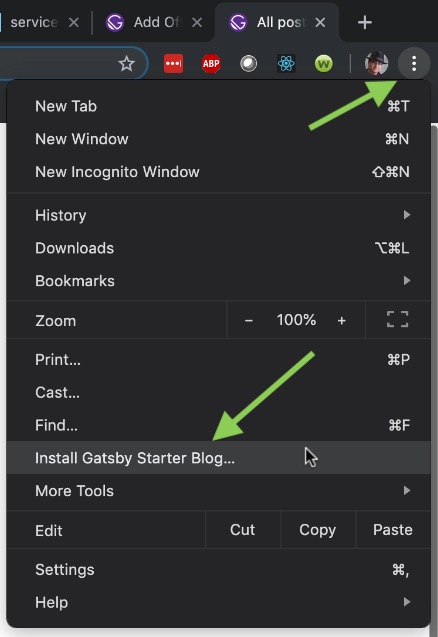 service
Add Of
All post
ABP
New Tab ⌘T
New Window ⌘N
New Incognito Window ⇧⌘N
History
Downloads ⌥⌘L
Bookmarks
Zoom − 100% +
Print... ⌘P
Cast...
Find... ⌘F
Install Gatsby Starter Blog...
More Tools
Edit Cut Copy Paste
Settings ⌘,
Help